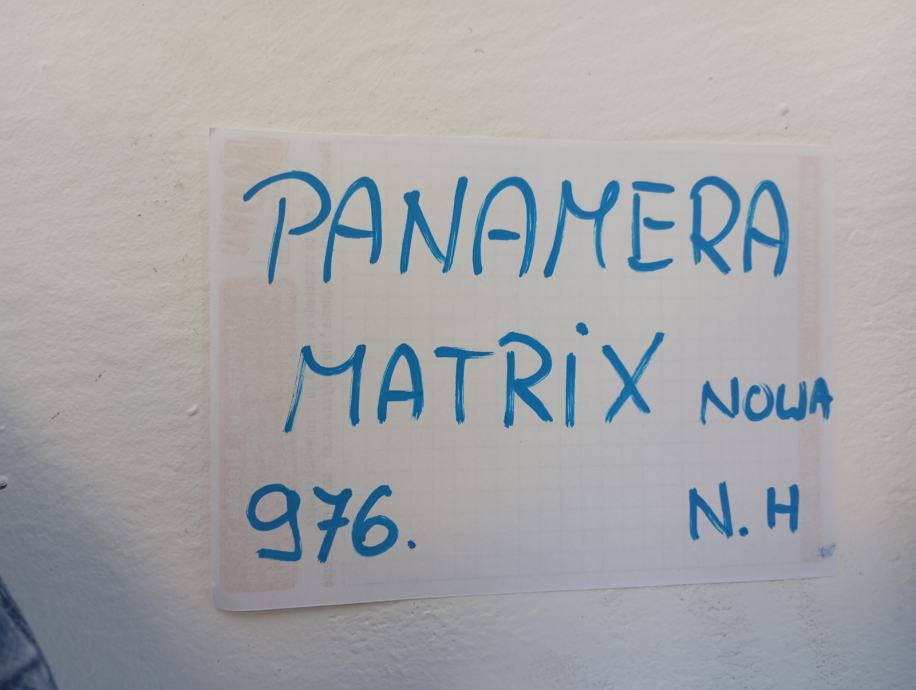 PANAMERA
MATRiX NOWA
976. N.H